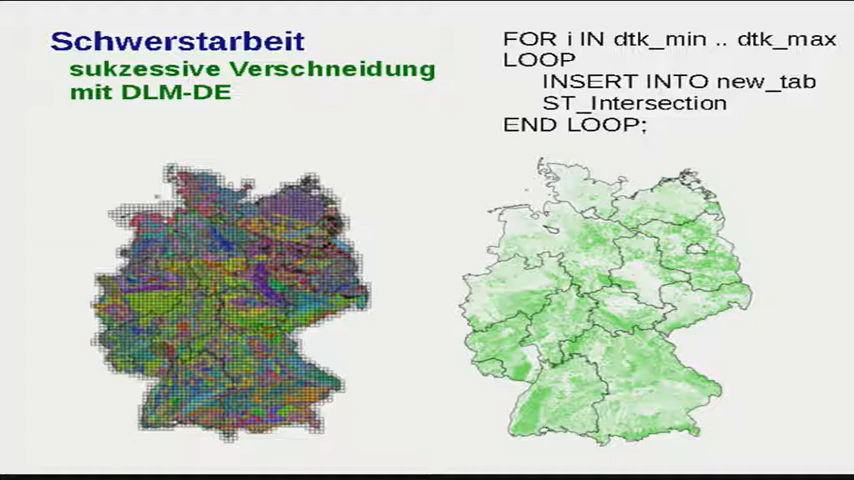 Schwerstarbeit
sukzessive Verschneidung
mit DLM-DE
FOR i IN dtk_min .. dtk_max
LOOP
INSERT INTO new_tab
ST_Intersection
END LOOP;